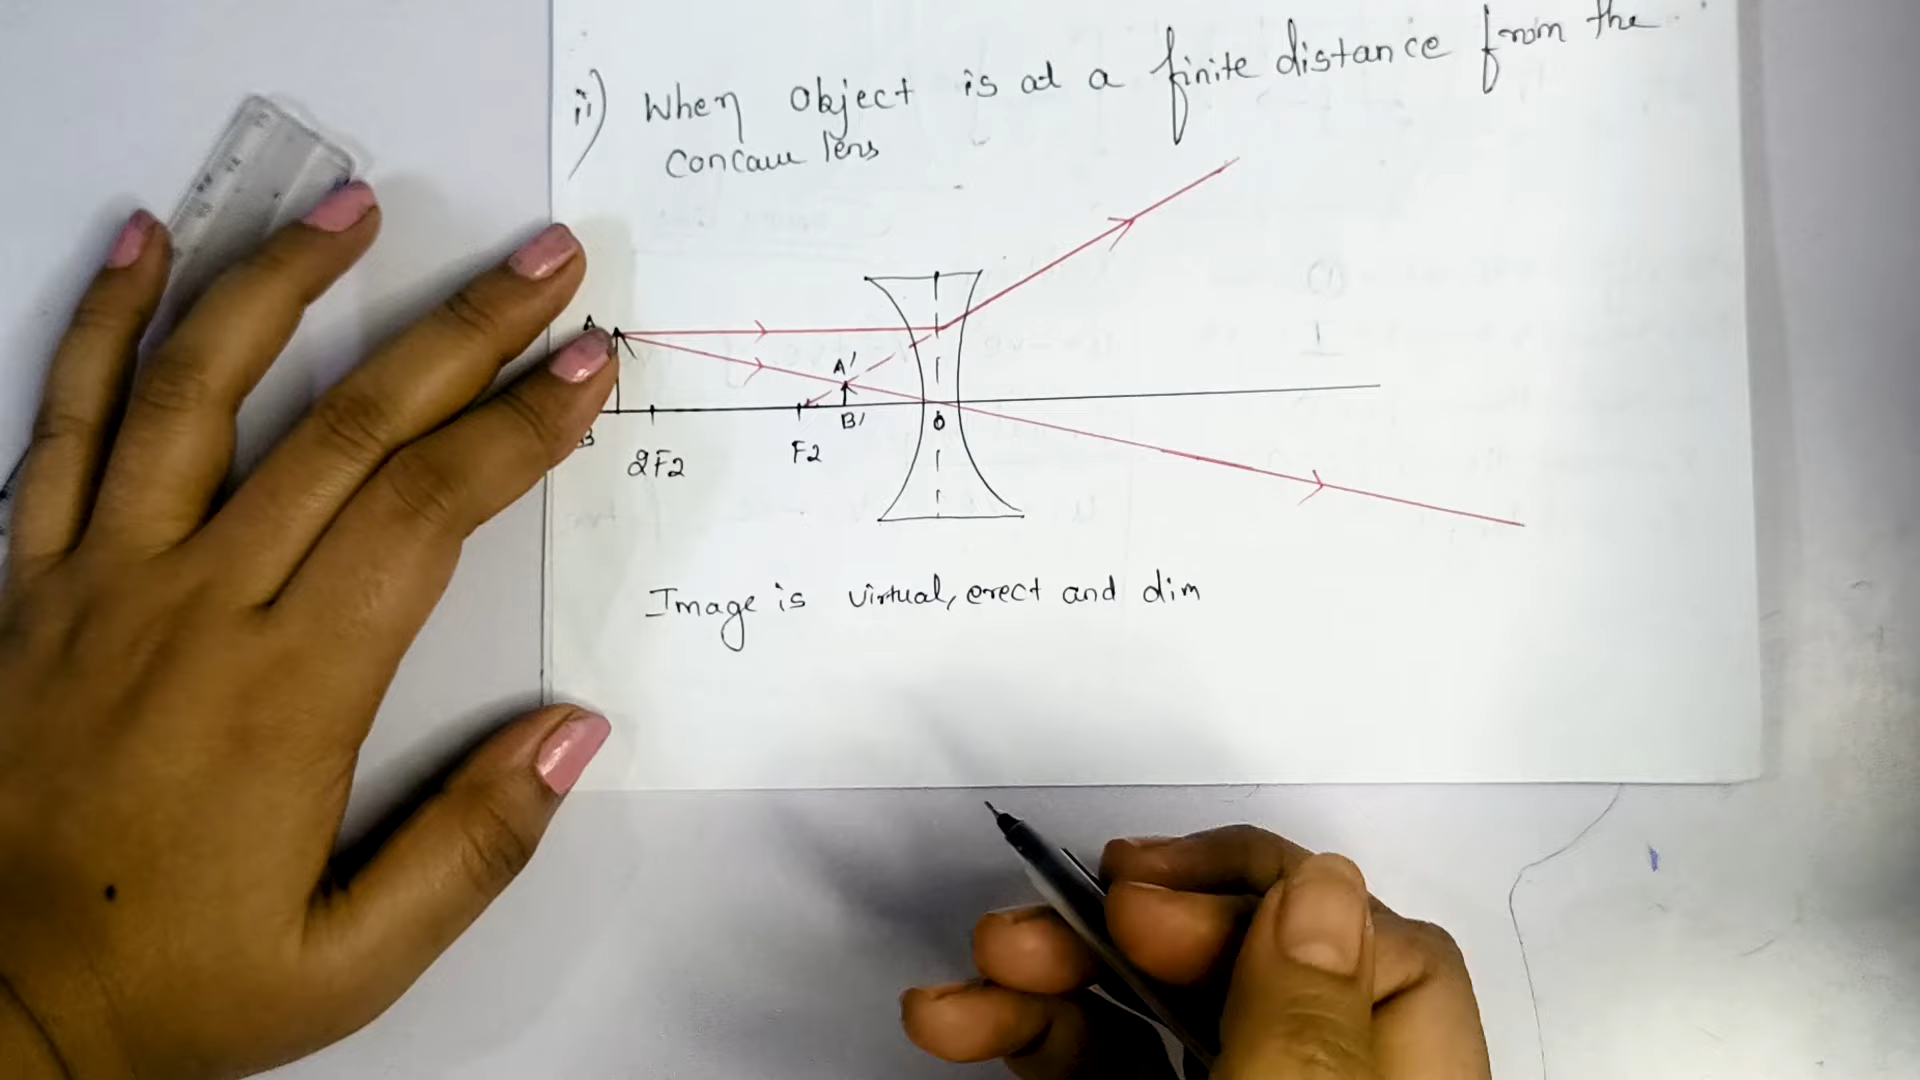 ii) When object is at a finite distance from the
concave lens
A
A'
B
B'
O
2F2
F2
Image is virtual, erect and dim